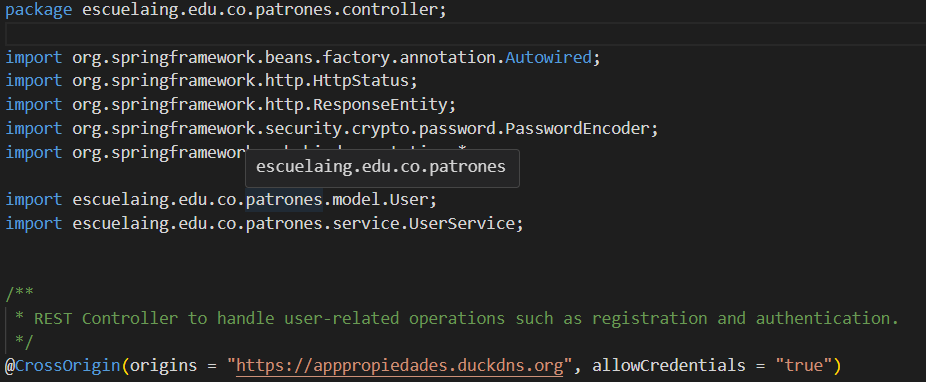 package escuelaing.edu.co.patrones.controller;
import org.springframework.beans.factory.annotation.Autowired;
import org.springframework.http.HttpStatus;
import org.springframework.http.ResponseEntity;
import org.springframework.security.crypto.password.PasswordEncoder;
import org.springframework
escuelaing.edu.co.patrones
import escuelaing.edu.co.patrones.model.User;
import escuelaing.edu.co.patrones.service.UserService;
/**
* REST Controller to handle user-related operations such as registration and authentication.
*/
@CrossOrigin(origins = "https://apppropiedades.duckdns.org", allowCredentials = "true")